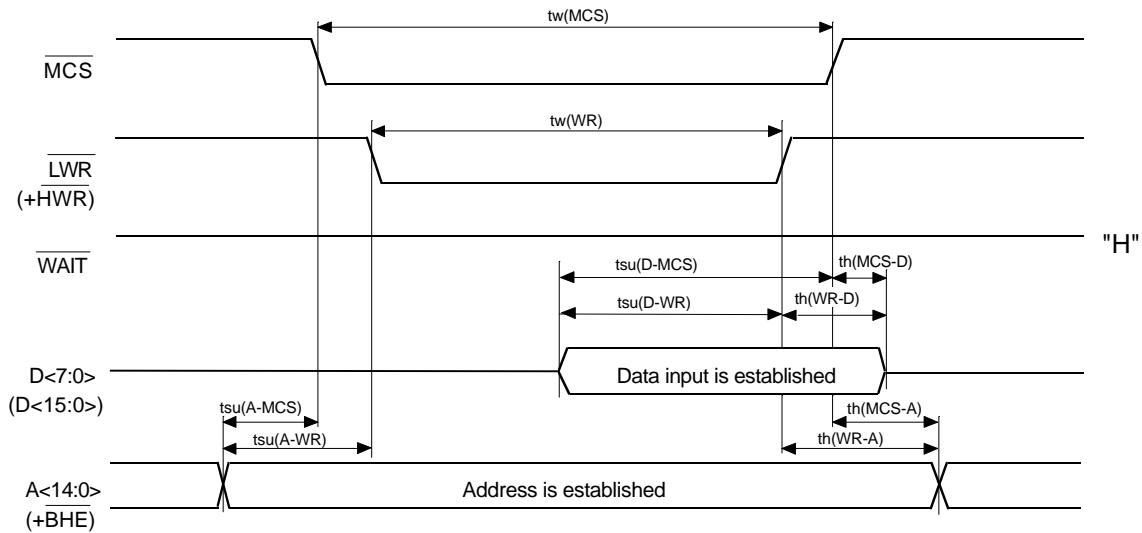 tw(MCS)
MCS
tw(WR)
LWR
(+HWR)
"H"
WAIT
tsu(D-MCS)
th(MCS-D)
tsu(D-WR)
th(WR-D)
D<7:0>
Data input is established
(D<15:0>)
tsu(A-MCS)
th(MCS-A)
tsu(A-WR)
th(WR-A)
A<14:0>
Address is established
(+BHE)